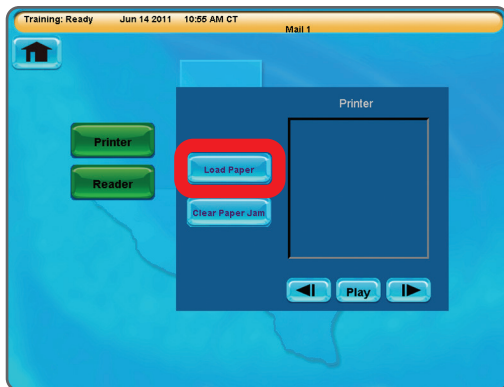 Training: Ready Jun 14 2011 10:55 AM CT
Mail 1
Printer
Printer
Load Paper
Reader
Clear Paper Jam
Play